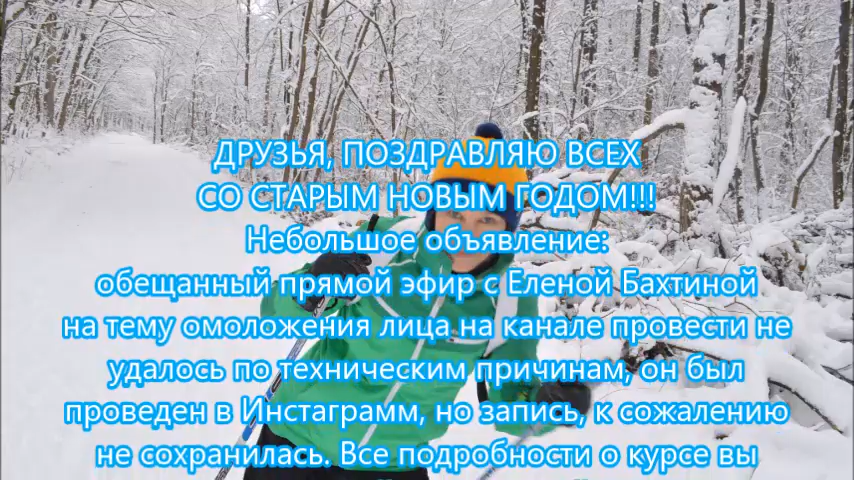 ДРУЗЬЯ, ПОЗДРАВЛЯЮ ВСЕХ
СО СТАРЫМ НОВЫМ ГОДОМ!!!
Небольшое объявление:
обещанный прямой эфир с Еленой Бахтиной
на тему омоложения лица на канале провести не
удалось по техническим причинам, он был
проведен в Инстаграмм, но запись, к сожалению
не сохранилась. Все подробности о курсе вы